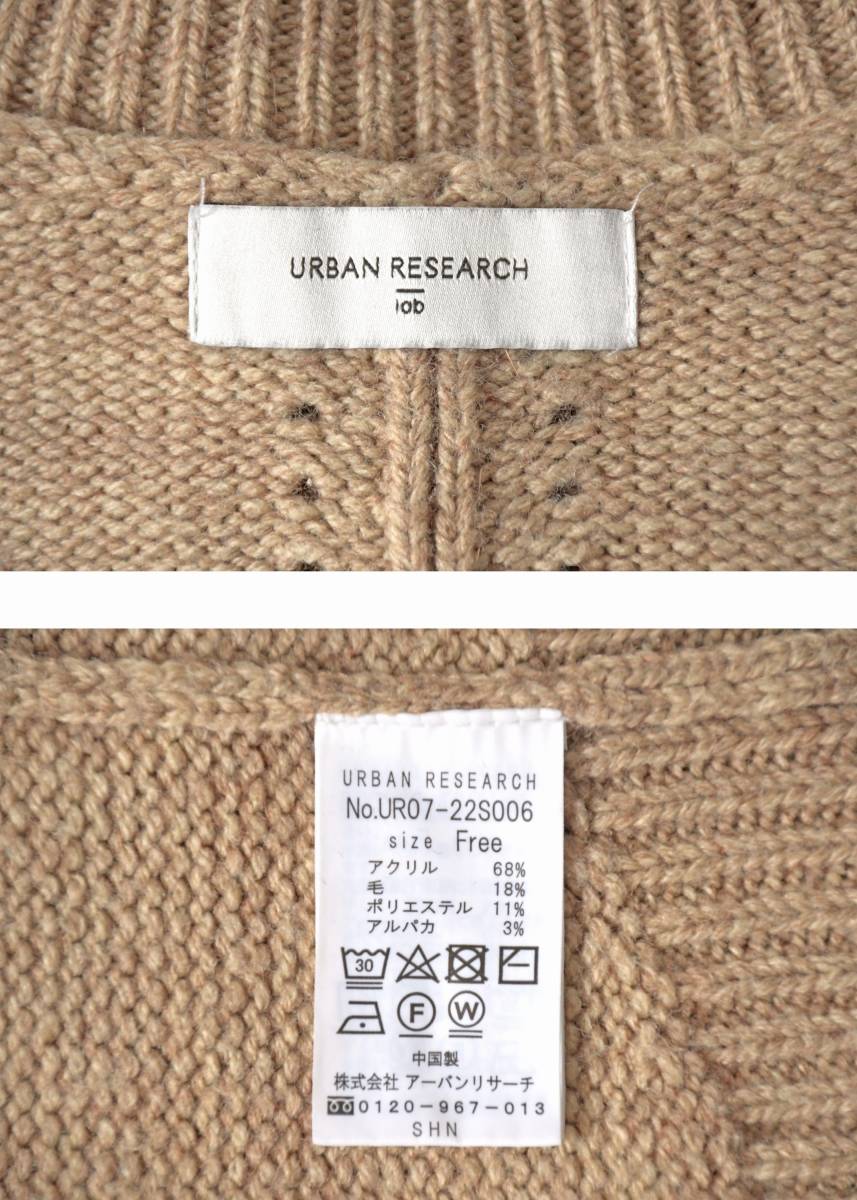 URBAN RESEARCH
lab
URBAN RESEARCH
No.UR07-22S006
size Free
アクリル 68%
毛 18%
ポリエステル 11%
アルパカ 3%
30
F W
中国製
株式会社 アーバンリサーチ
0120-967-013
SHN